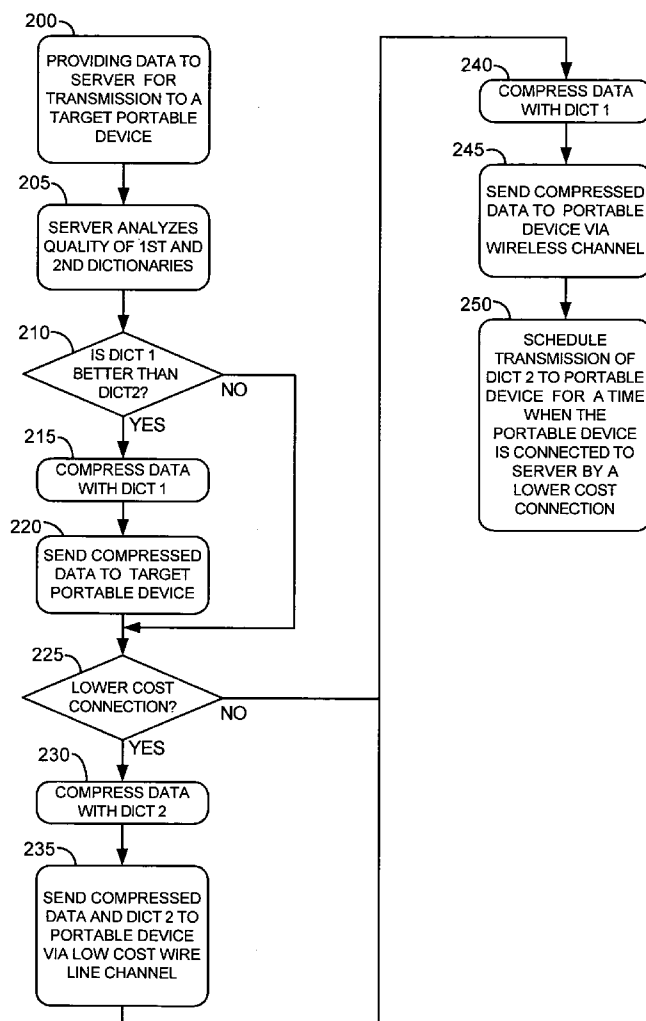 200
PROVIDING DATA TO
SERVER FOR
TRANSMISSION TO A
TARGET PORTABLE
DEVICE
205
SERVER ANALYZES
QUALITY OF 1ST AND
2ND DICTIONARIES
210
IS DICT 1
BETTER THAN
DICT2?
NO
YES
215
COMPRESS DATA
WITH DICT 1
220
SEND COMPRESSED
DATA TO TARGET
PORTABLE DEVICE
225
LOWER COST
CONNECTION?
NO
YES
230
COMPRESS DATA
WITH DICT 2
235
SEND COMPRESSED
DATA AND DICT 2 TO
PORTABLE DEVICE
VIA LOW COST WIRE
LINE CHANNEL
240
COMPRESS DATA
WITH DICT 1
245
SEND COMPRESSED
DATA TO PORTABLE
DEVICE VIA
WIRELESS CHANNEL
250
SCHEDULE
TRANSMISSION OF
DICT 2 TO PORTABLE
DEVICE FOR A TIME
WHEN THE
PORTABLE DEVICE
IS CONNECTED TO
SERVER BY A
LOWER COST
CONNECTION